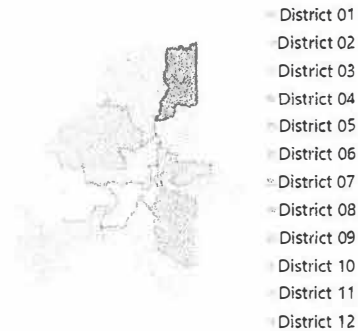 District 01
District 02
District 03
District 04
District 05
District 06
District 07
District 08
District 09
District 10
District 11
District 12